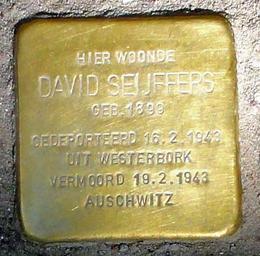 HIER WOONDE
DAVID SEIJFFERS
GEB. 1899
GEDEPORTEERD 16.2.1943
UIT WESTERBORK
VERMOORD 19.2.1943
AUSCHWITZ